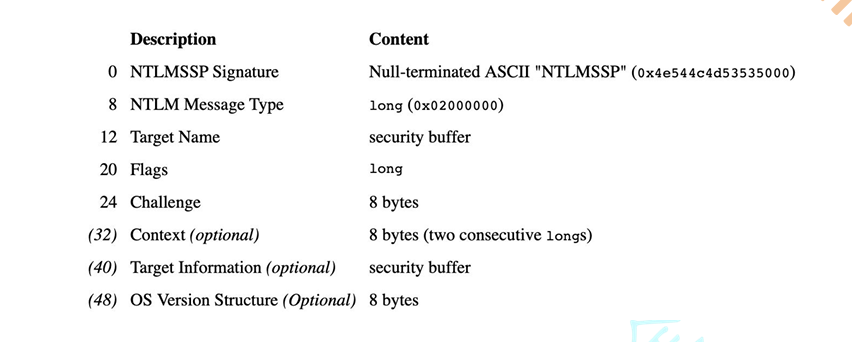 Description Content
0 NTLMSSP Signature Null-terminated ASCII "NTLMSSP" (0x4e544c4d53535000)
8 NTLM Message Type long (0x02000000)
12 Target Name security buffer
20 Flags long
24 Challenge 8 bytes
(32) Context (optional) 8 bytes (two consecutive longs)
(40) Target Information (optional) security buffer
(48) OS Version Structure (Optional) 8 bytes